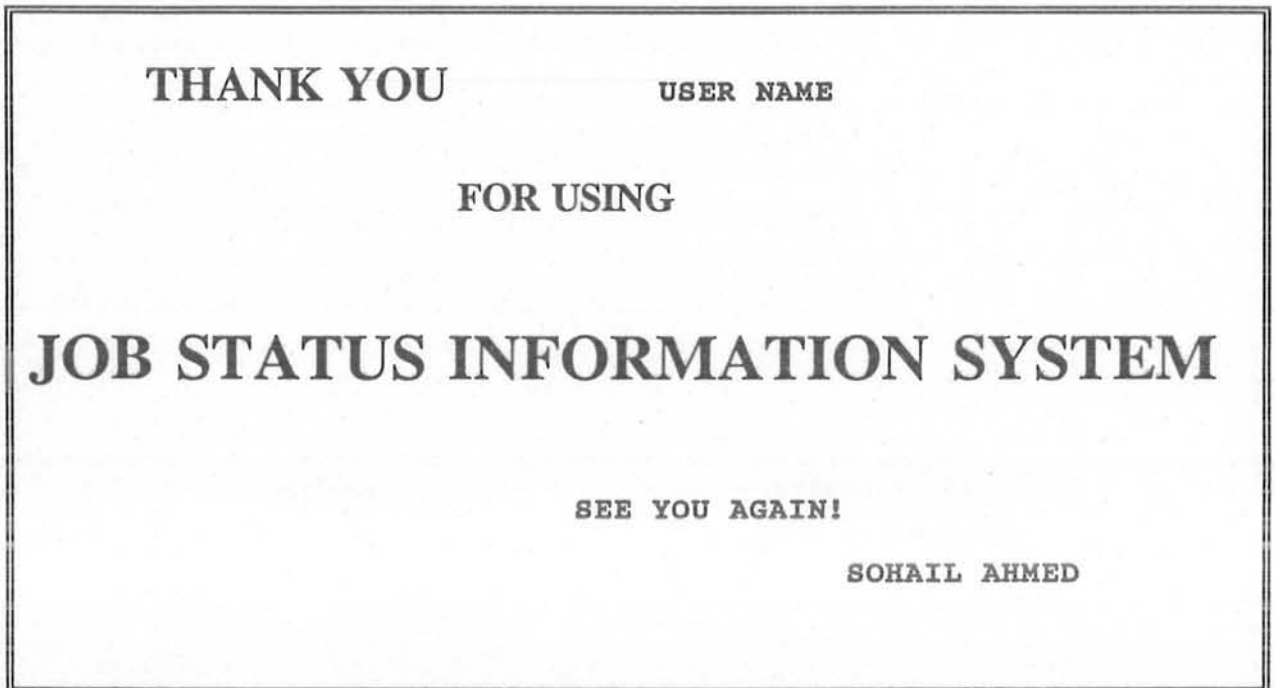 THANK YOU USER NAME
FOR USING
JOB STATUS INFORMATION SYSTEM
SEE YOU AGAIN!
SOHAIL AHMED